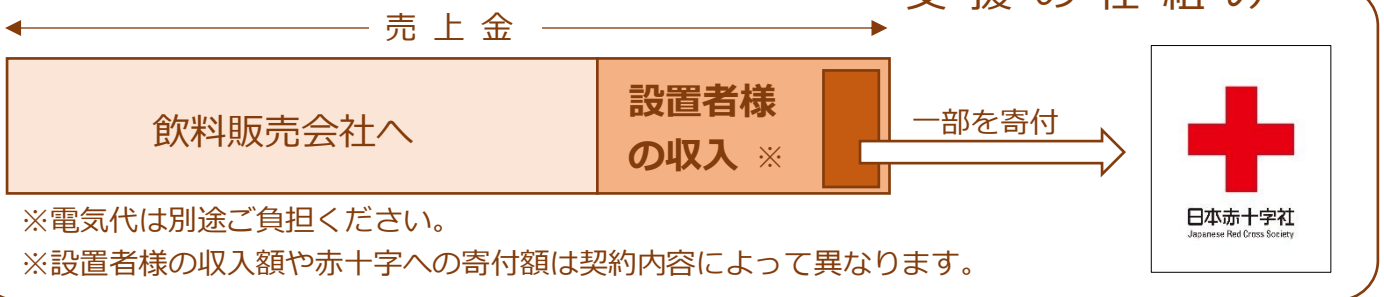 支援の仕組み
売上金
飲料販売会社へ
設置者様
の収入 ※
一部を寄付
日本赤十字社
Japanese Red Cross Society
※電気代は別途ご負担ください。
※設置者様の収入額や赤十字への寄付額は契約内容によって異なります。